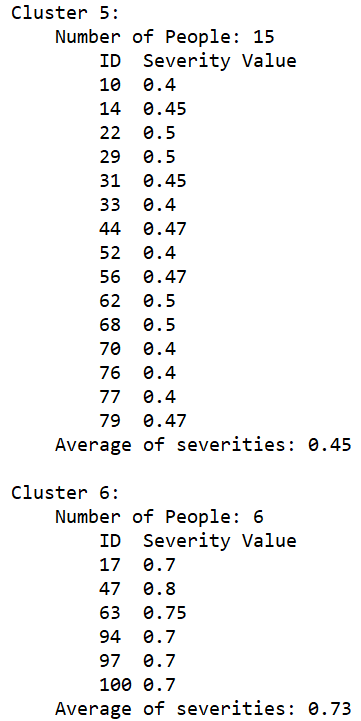 Cluster 5:
    Number of People: 15
        ID  Severity Value
        10  0.4
        14  0.45
        22  0.5
        29  0.5
        31  0.45
        33  0.4
        44  0.47
        52  0.4
        56  0.47
        62  0.5
        68  0.5
        70  0.4
        76  0.4
        77  0.4
        79  0.47
    Average of severities: 0.45

Cluster 6:
    Number of People: 6
        ID  Severity Value
        17  0.7
        47  0.8
        63  0.75
        94  0.7
        97  0.7
        100 0.7
    Average of severities: 0.73